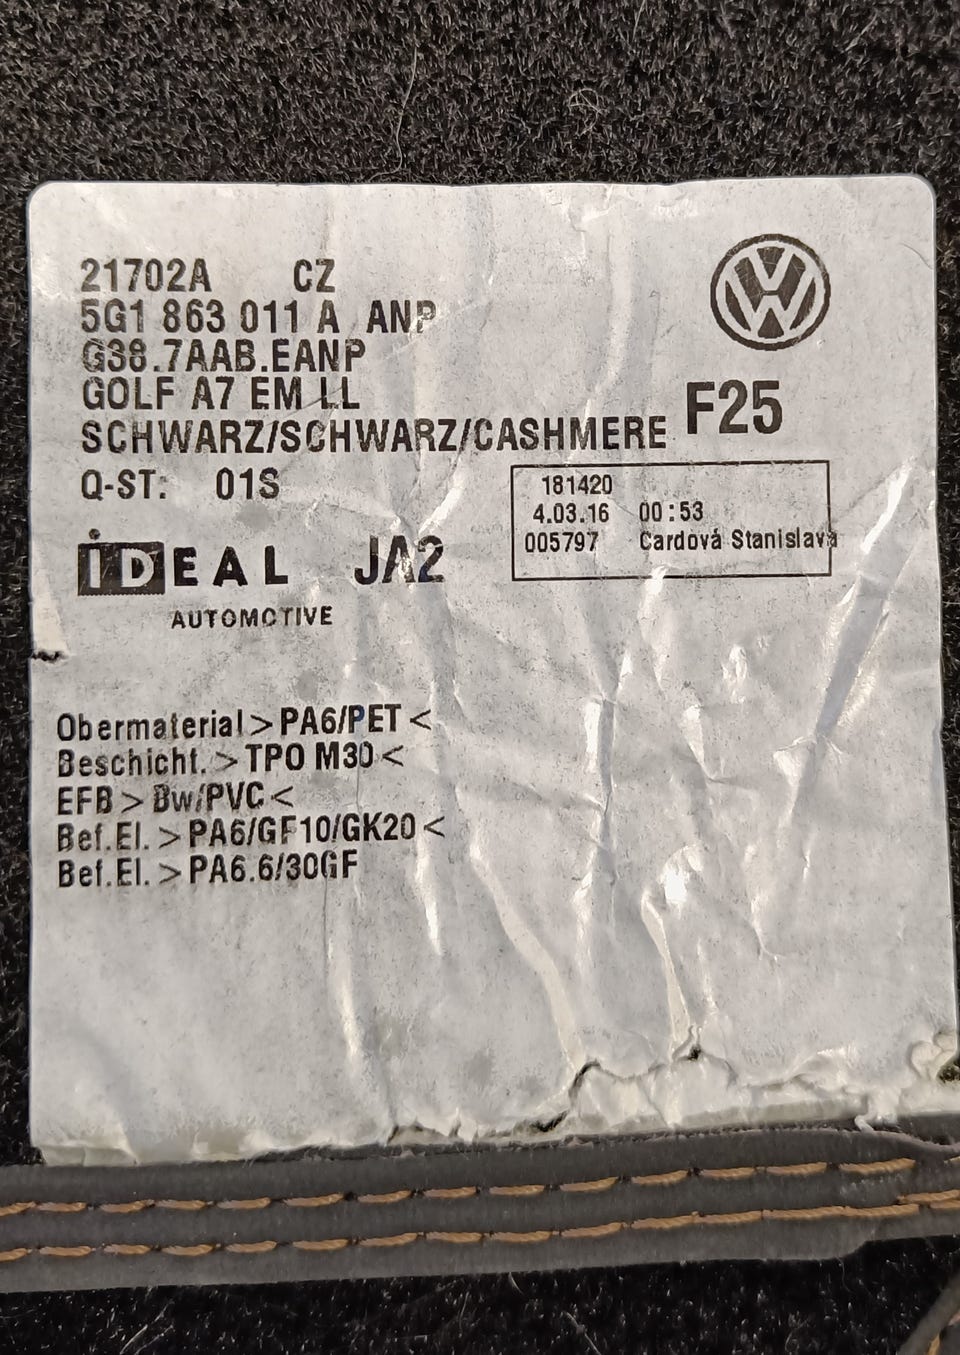 21702A CZ
5G1 863 011 A ANP
G38.7AAB.EANP
GOLF A7 EM LL
SCHWARZ/SCHWARZ/CASHMERE F25
Q-ST: 01S
181420
4.03.16 00:53
005797 Cardová Stanislava
iDEAL JA2
AUTOMOTIVE
Obermaterial > PA6/PET <
Beschicht. > TPO M30 <
EFB > Bw/PVC <
Bef.El. > PA6/GF10/GK20 <
Bef.El. > PA6.6/30GF
VW